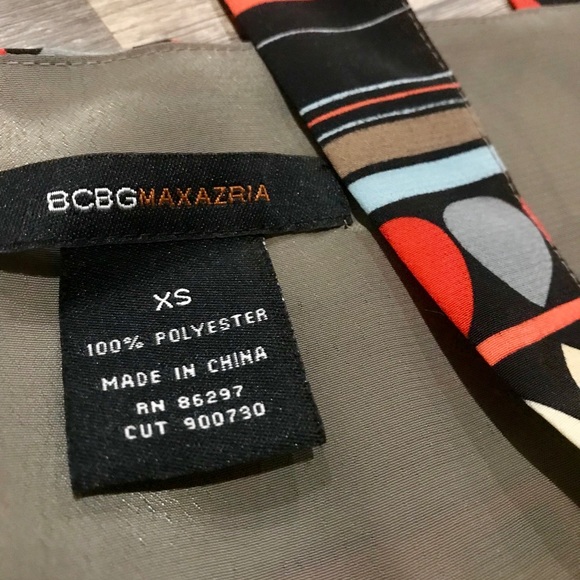 BCBGMAXAZRIA
XS
100% POLYESTER
MADE IN CHINA
RN 86297
CUT 900730